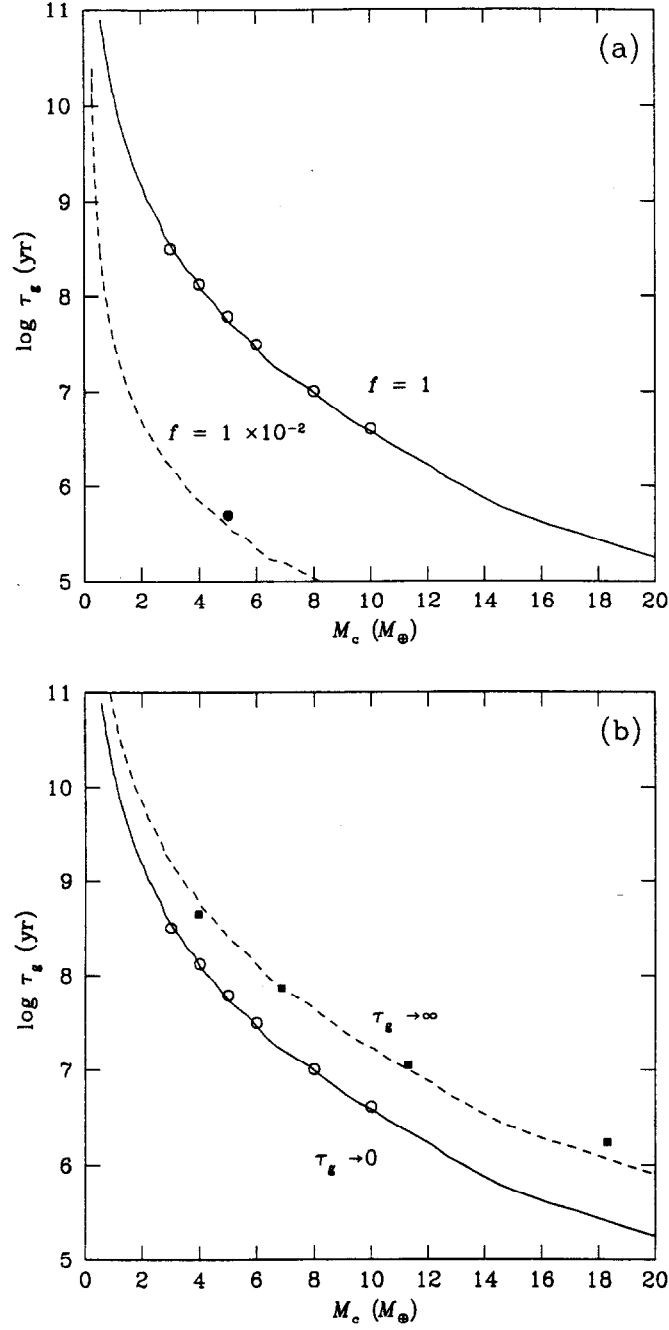 (a)
11
10
9
8
7
6
5
log τ_g (yr)
f = 1
f = 1 ×10⁻²
0 2 4 6 8 10 12 14 16 18 20
M_c (M_⊕)
(b)
11
10
9
8
7
6
5
log τ_g (yr)
τ_g →∞
τ_g →0
0 2 4 6 8 10 12 14 16 18 20
M_c (M_⊕)